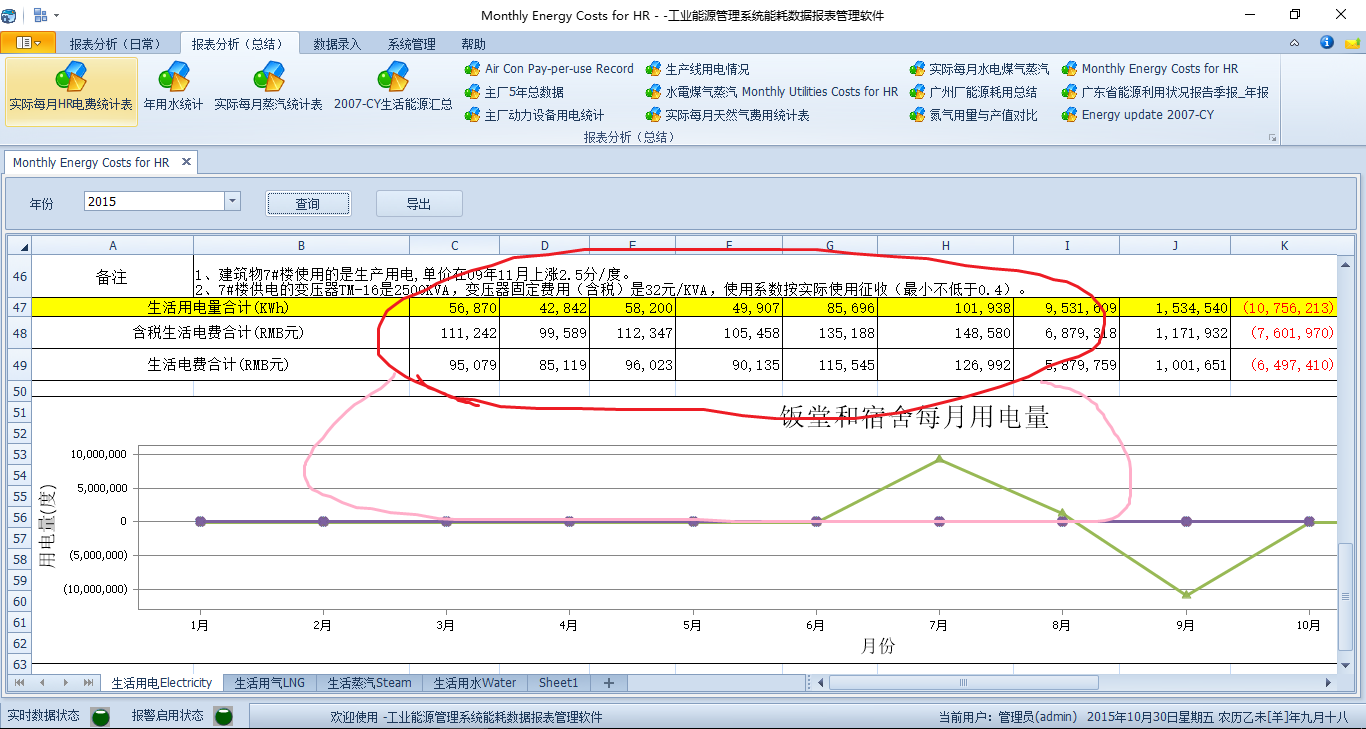 Monthly Energy Costs for HR - -工业能源管理系统能耗数据报表管理软件
报表分析（日常） 报表分析（总结） 数据录入 系统管理 帮助
实际每月HR电费统计表 年用水统计 实际每月蒸汽统计表 2007-CY生活能源汇总
Air Con Pay-per-use Record 生产线用电情况 实际每月水电煤气蒸汽 Monthly Energy Costs for HR
主厂5年总数据 水電煤气蒸汽 Monthly Utilities Costs for HR 广州厂能源耗用总结 广东省能源利用状况报告季报_年报
主厂动力设备用电统计 实际每月天然气费用统计表 氮气用量与产值对比 Energy update 2007-CY
报表分析（总结）
Monthly Energy Costs for HR
年份 2015 查询 导出
A B C D E F G H I J K
46 备注 1、建筑物7#楼使用的是生产用电,单价在09年11月上涨2.5分/度。
2、7#楼供电的变压器TM-16是2500KVA，变压器固定费用（含税）是32元/KVA，使用系数按实际使用征收（最小不低于0.4）。
47 生活用电量合计(KWh) 56,870 42,842 58,200 49,907 85,696 101,938 9,531,609 1,534,540 (10,756,213)
48 含税生活电费合计(RMB元) 111,242 99,589 112,347 105,458 135,188 148,580 6,879,318 1,171,932 (7,601,970)
49 生活电费合计(RMB元) 95,079 85,119 96,023 90,135 115,545 126,992 5,879,759 1,001,651 (6,497,410)
50
51
52
53
54
55
56
57
58
59
60
61
62
63
饭堂和宿舍每月用电量
10,000,000
5,000,000
0
(5,000,000)
(10,000,000)
用电量(度)
1月 2月 3月 4月 5月 6月 7月 8月 9月 10月
月份
生活用电Electricity 生活用气LNG 生活蒸汽Steam 生活用水Water Sheet1
实时数据状态 报警启用状态 欢迎使用 -工业能源管理系统能耗数据报表管理软件 当前用户：管理员(admin) 2015年10月30日星期五 农历乙未[羊]年九月十八